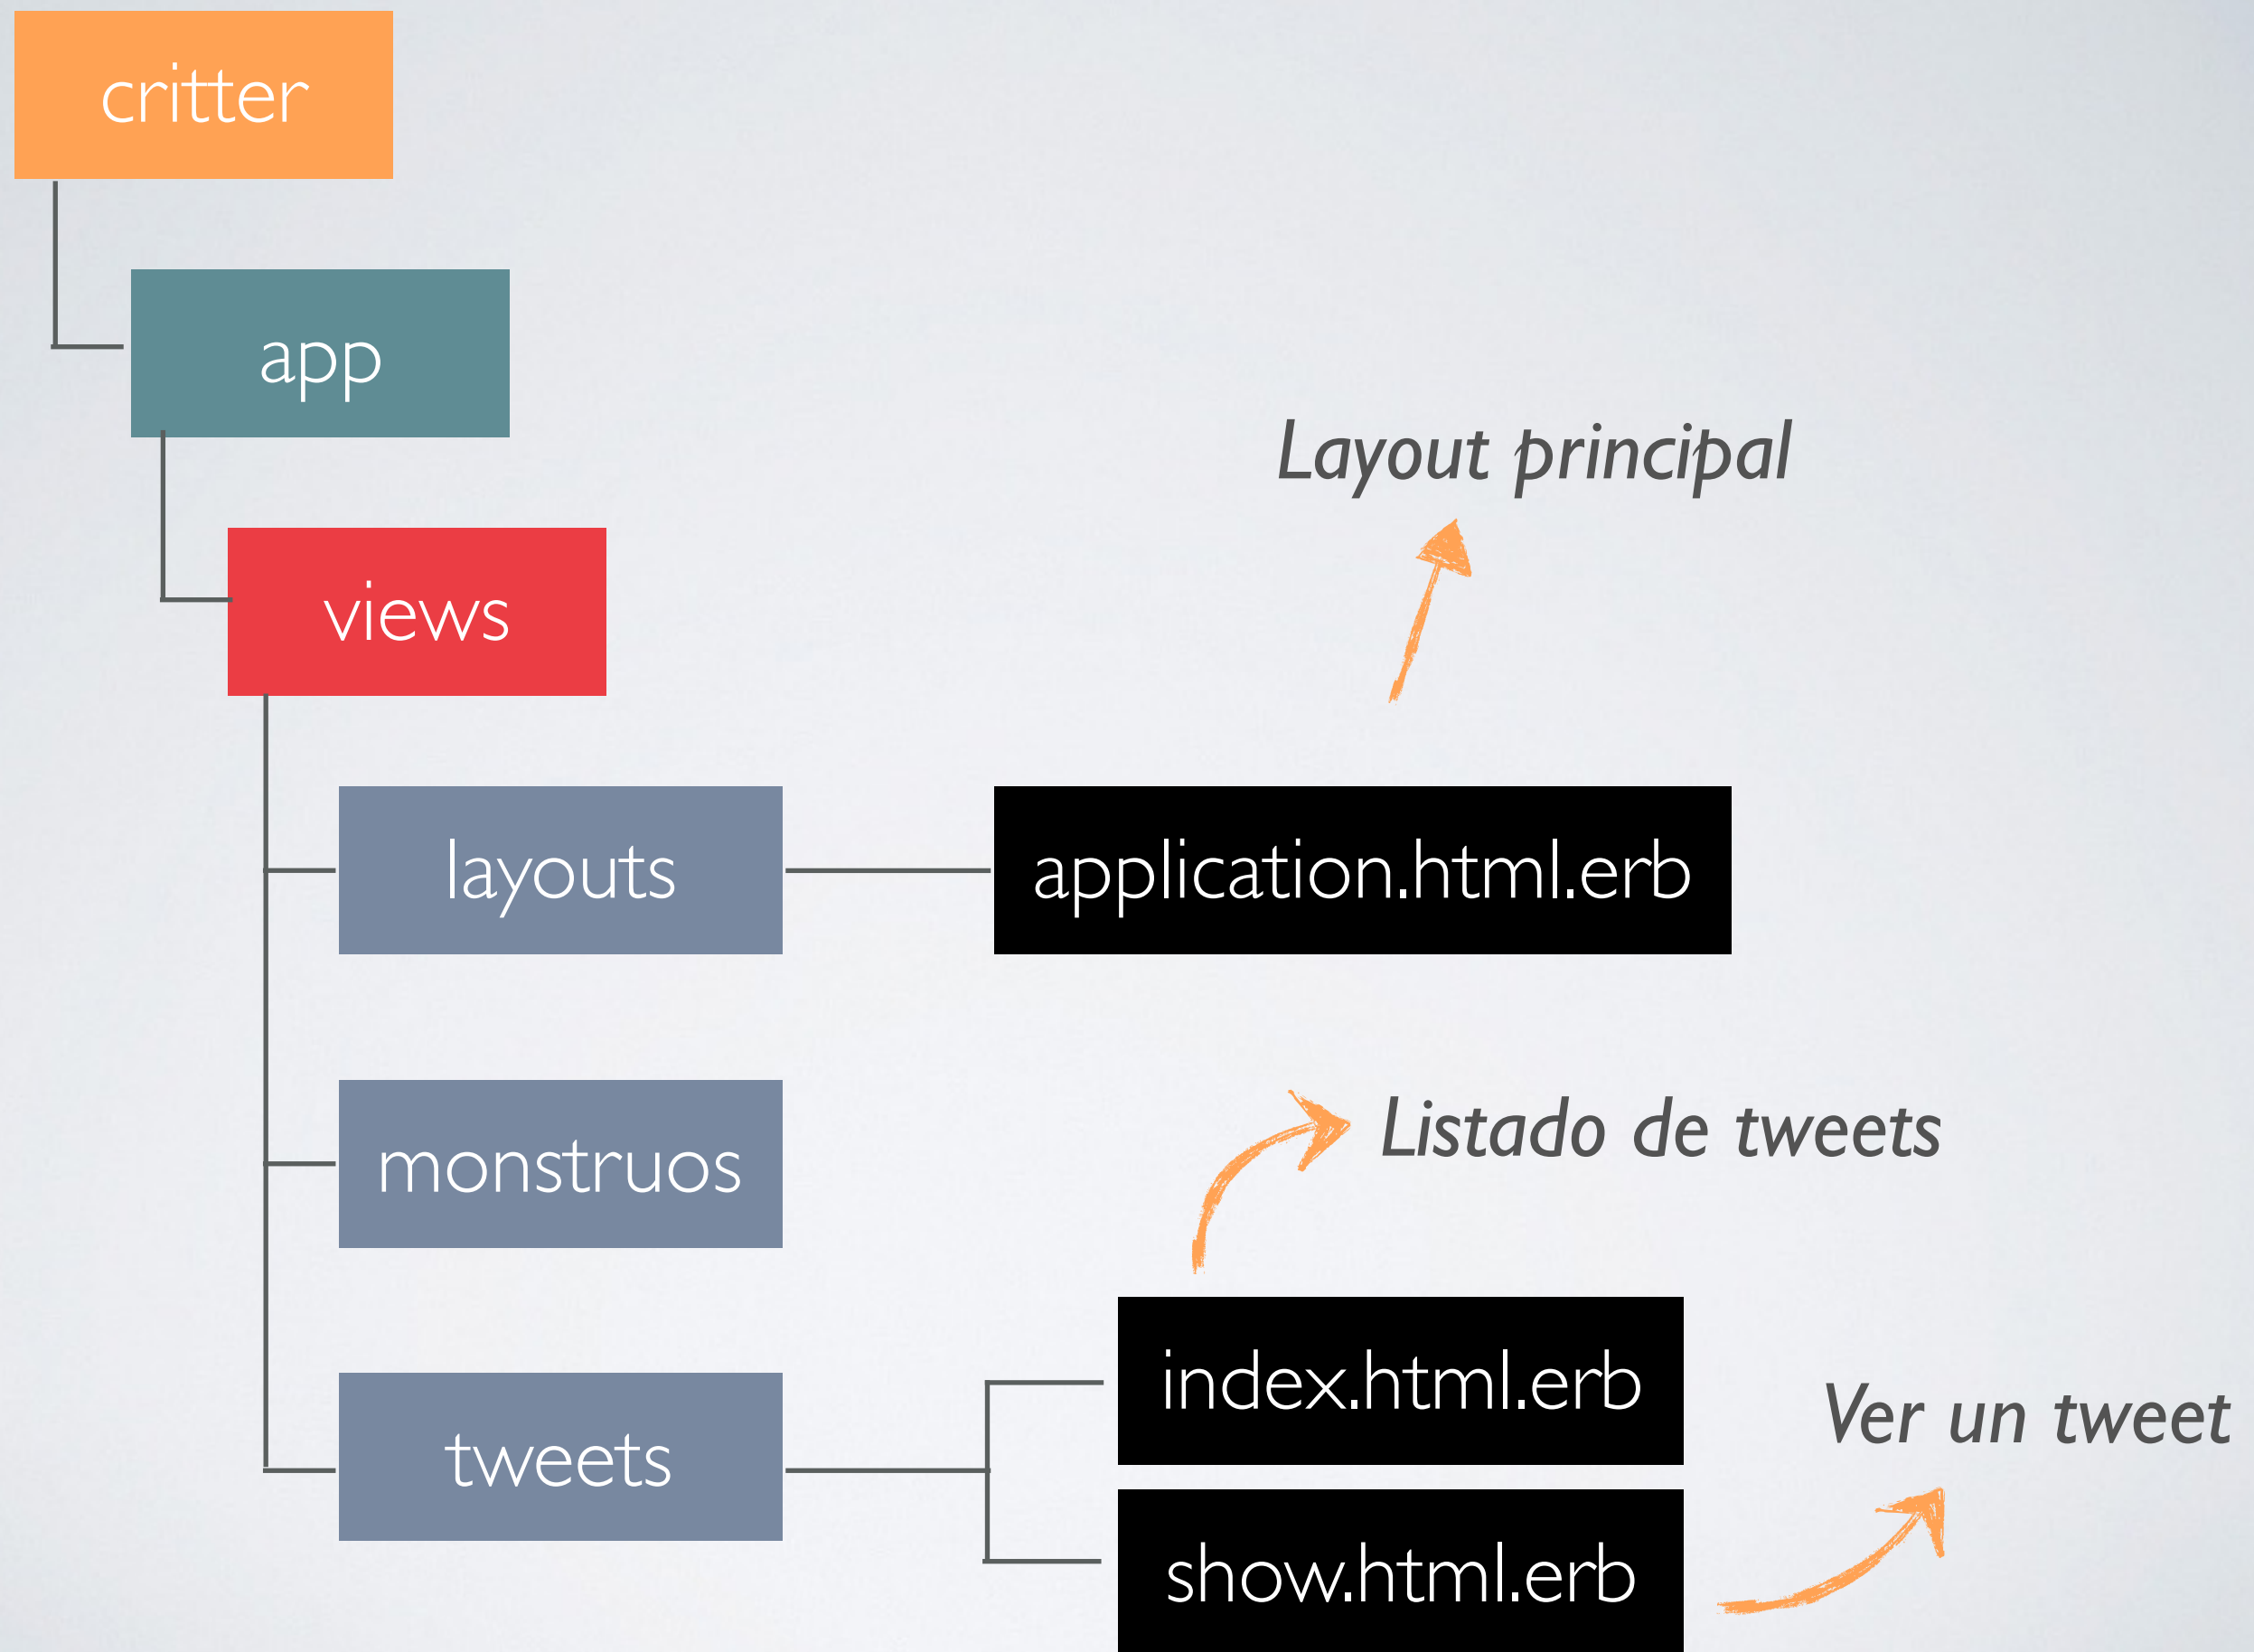 critter
app
Layout principal
views
layouts
application.html.erb
monstruos
Listado de tweets
index.html.erb
Ver un tweet
tweets
show.html.erb